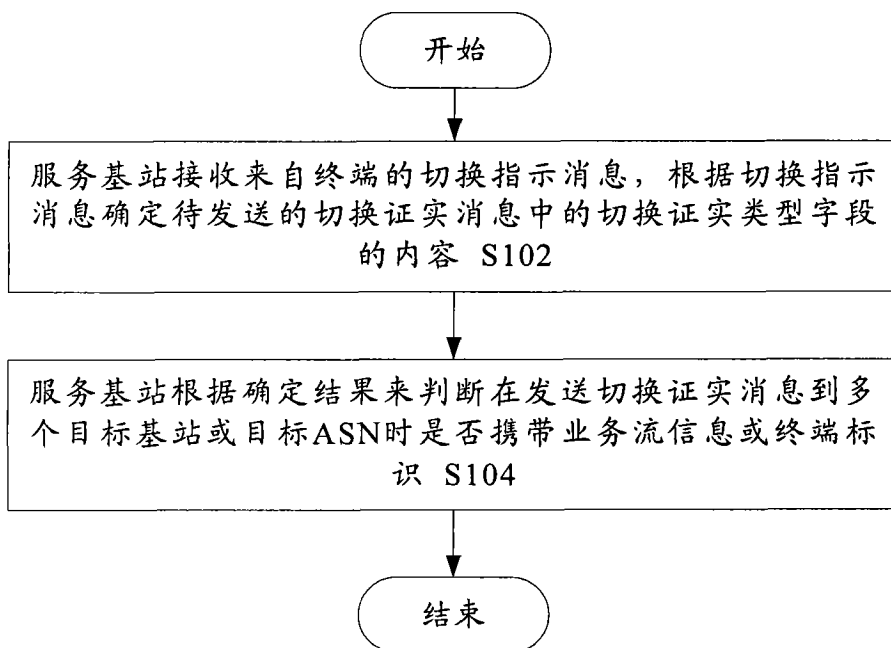 开始
服务基站接收来自终端的切换指示消息，根据切换指示
消息确定待发送的切换证实消息中的切换证实类型字段
的内容 S102
服务基站根据确定结果来判断在发送切换证实消息到多
个目标基站或目标ASN时是否携带业务流信息或终端标
识 S104
结束